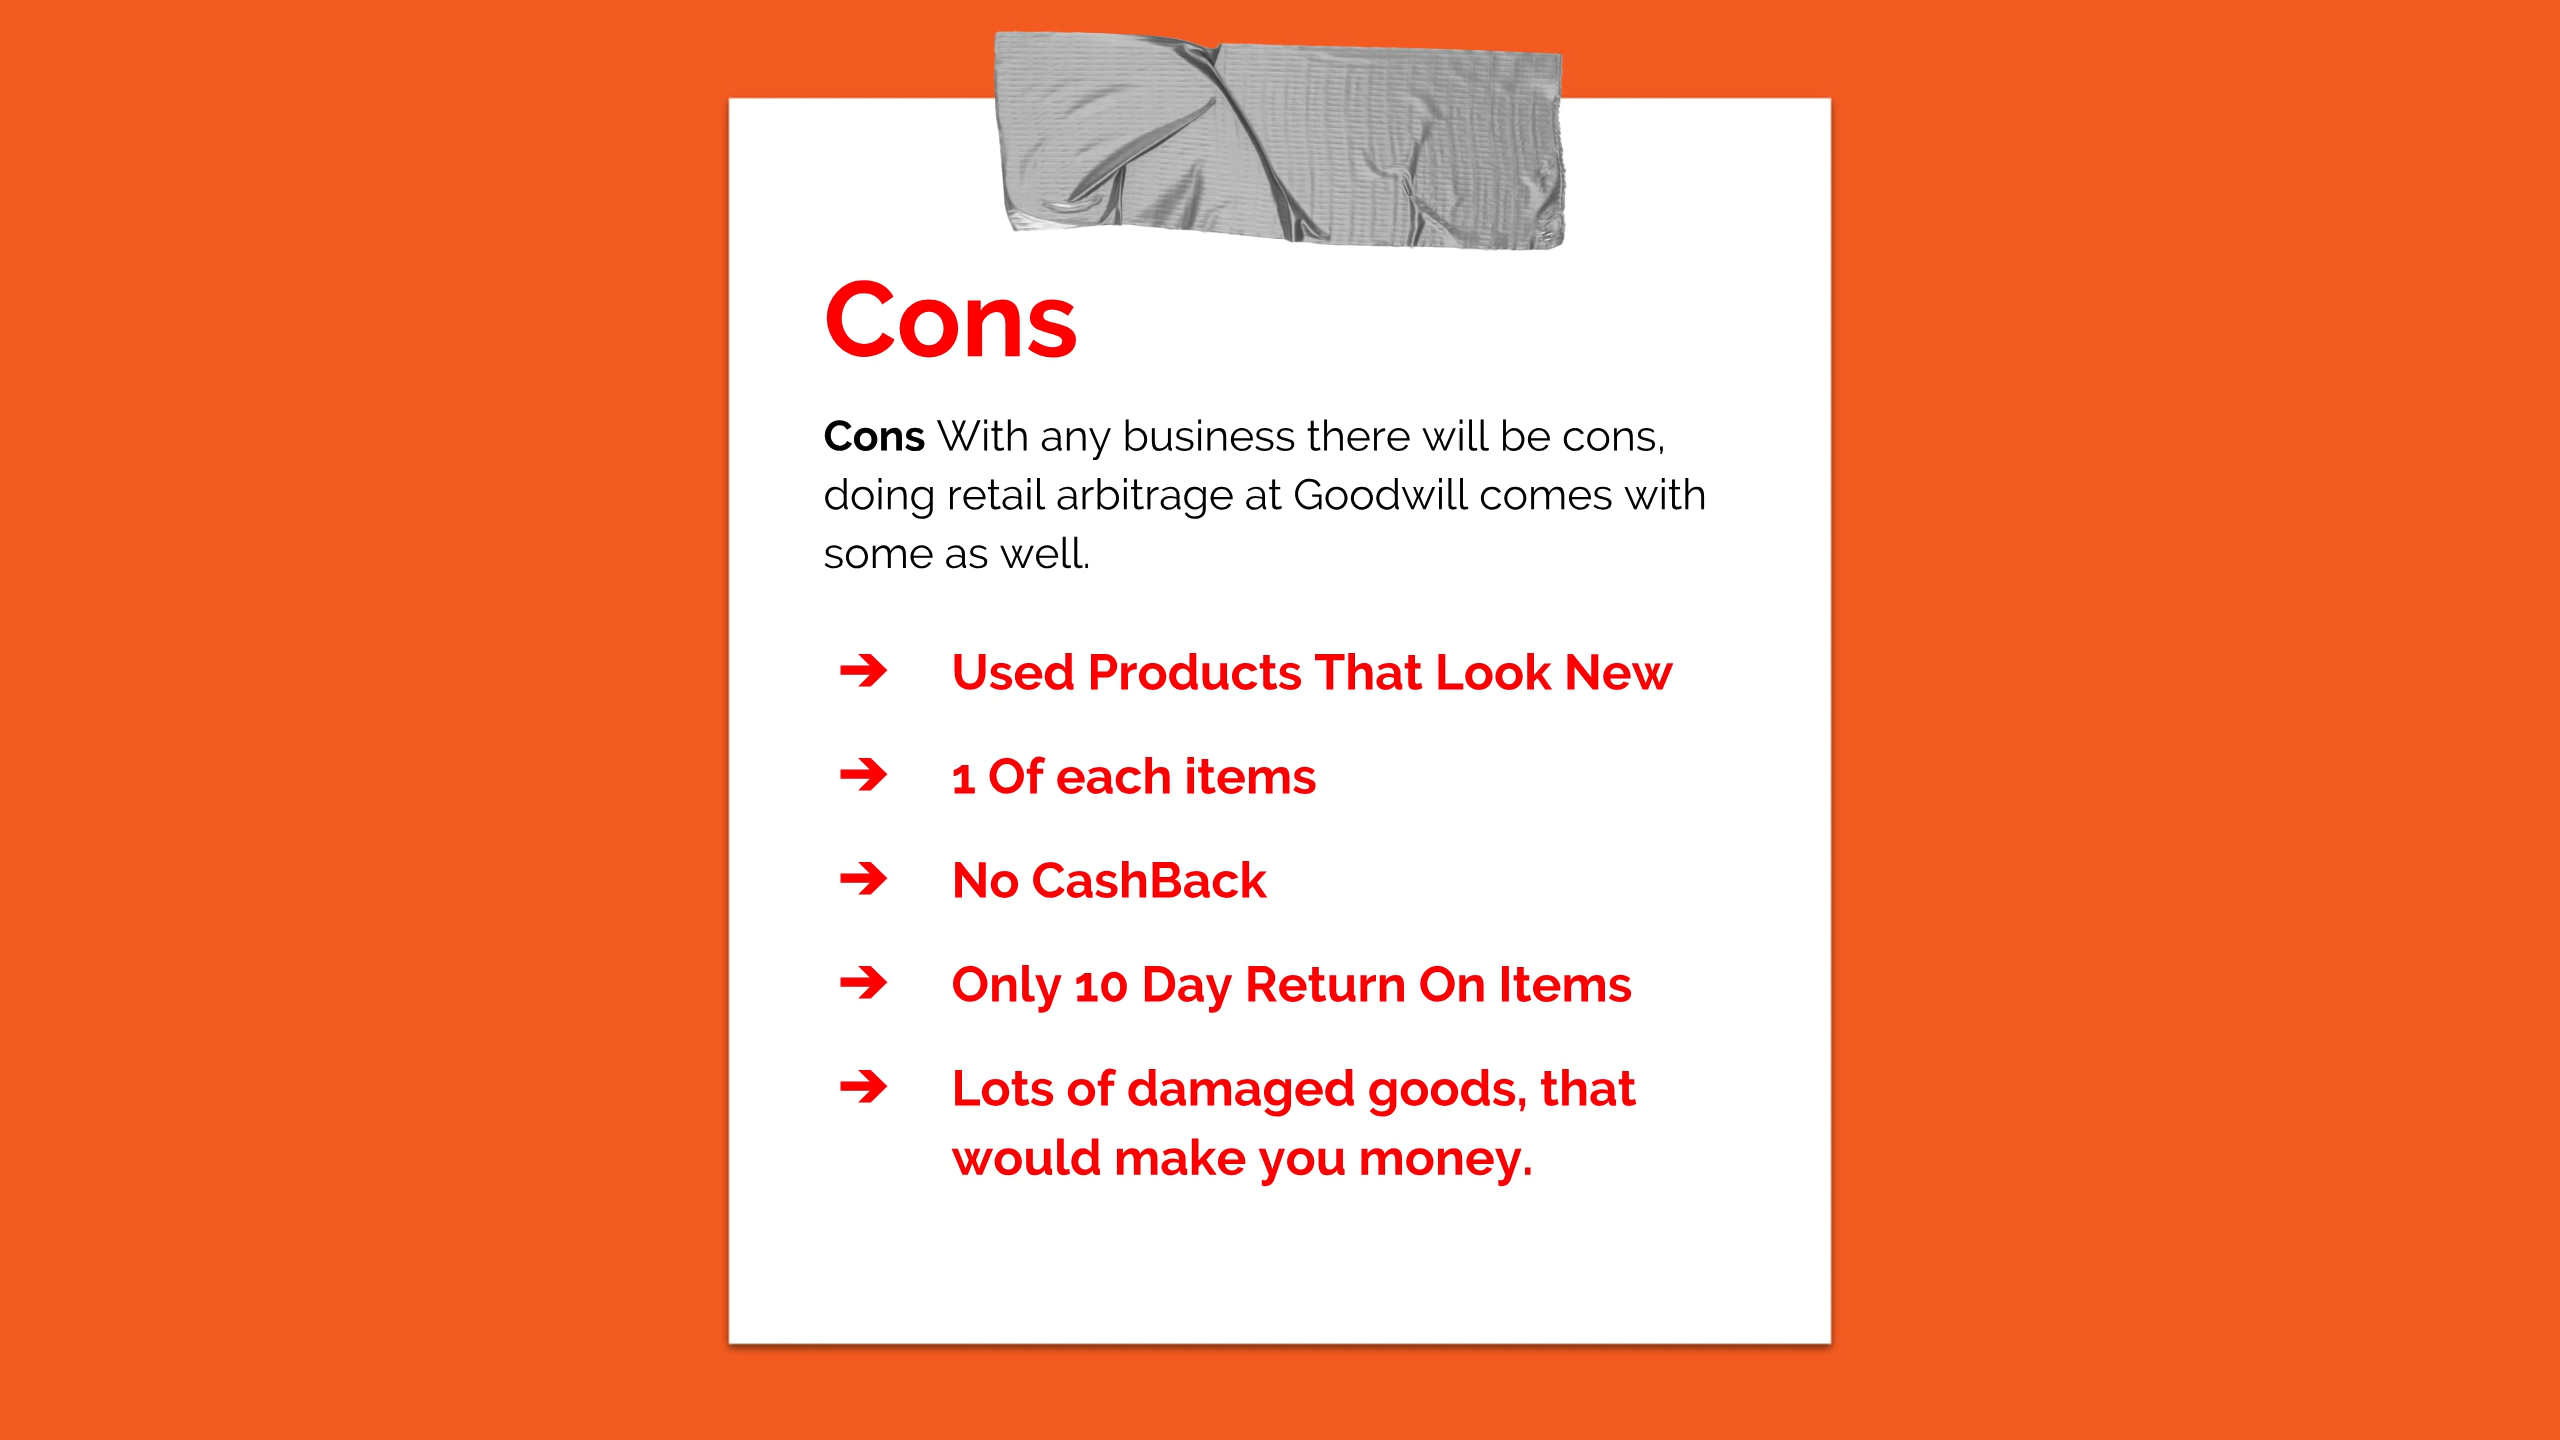 Cons
Cons With any business there will be cons,
doing retail arbitrage at Goodwill comes with
some as well.
➔ Used Products That Look New
➔ 1 Of each items
➔ No CashBack
➔ Only 10 Day Return On Items
➔ Lots of damaged goods, that
would make you money.